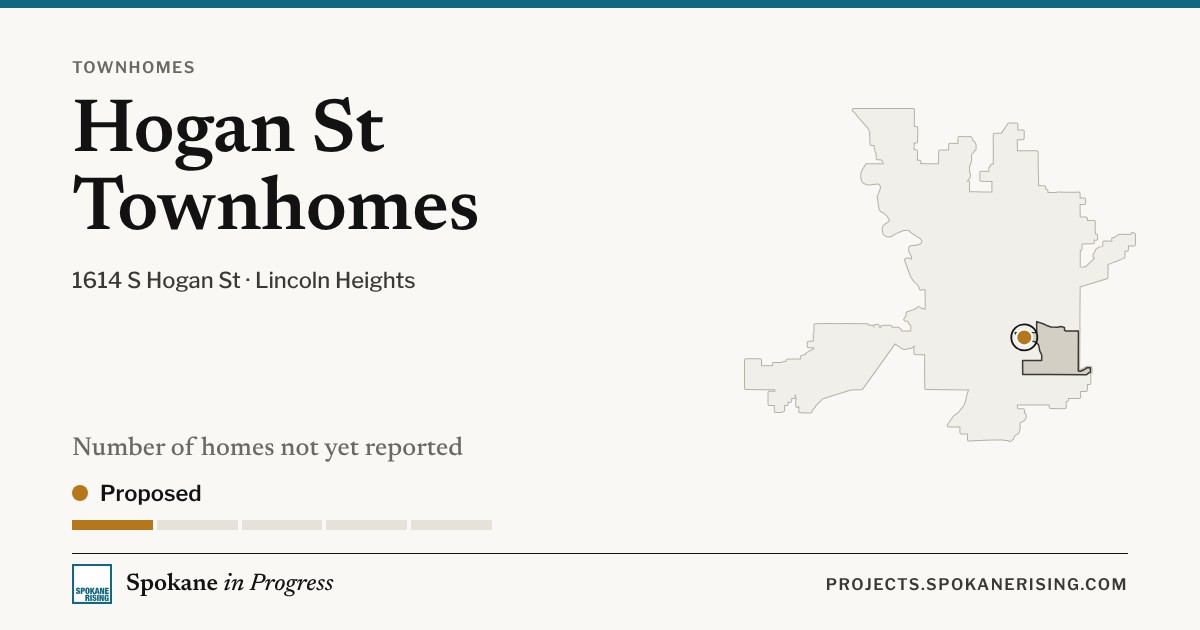 TOWNHOMES
Hogan St
Townhomes
1614 S Hogan St · Lincoln Heights
Number of homes not yet reported
Proposed
SPOKANE
RISING
Spokane in Progress
PROJECTS.SPOKANERISING.COM